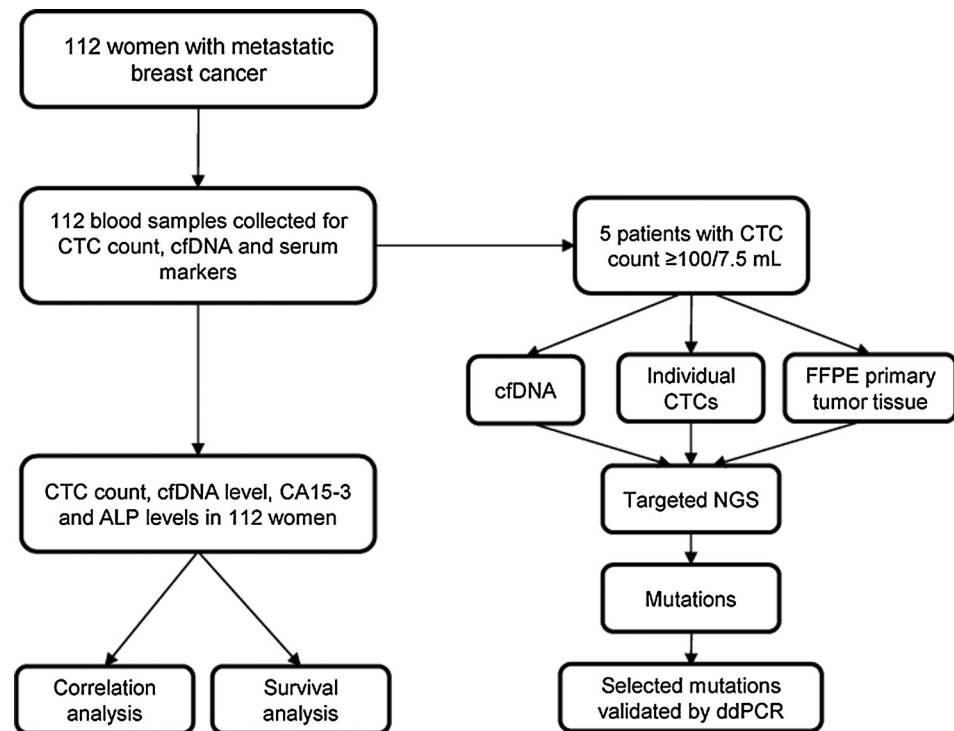 112 women with metastatic
breast cancer
112 blood samples collected for
CTC count, cfDNA and serum
markers
5 patients with CTC
count ≥100/7.5 mL
cfDNA
Individual
CTCs
FFPE primary
tumor tissue
CTC count, cfDNA level, CA15-3
and ALP levels in 112 women
Targeted NGS
Mutations
Correlation
analysis
Survival
analysis
Selected mutations
validated by ddPCR